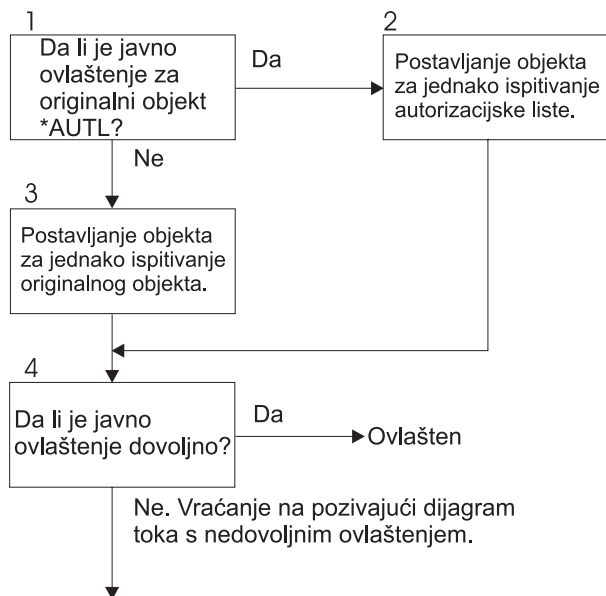 1
Da li je javno
ovlaštenje za
originalni objekt
*AUTL?
Da
2
Postavljanje objekta
za jednako ispitivanje
autorizacijske liste.
Ne
3
Postavljanje objekta
za jednako ispitivanje
originalnog objekta.
4
Da li je javno
ovlaštenje dovoljno?
Da
Ovlašten
Ne. Vraćanje na pozivajući dijagram
toka s nedovoljnim ovlaštenjem.